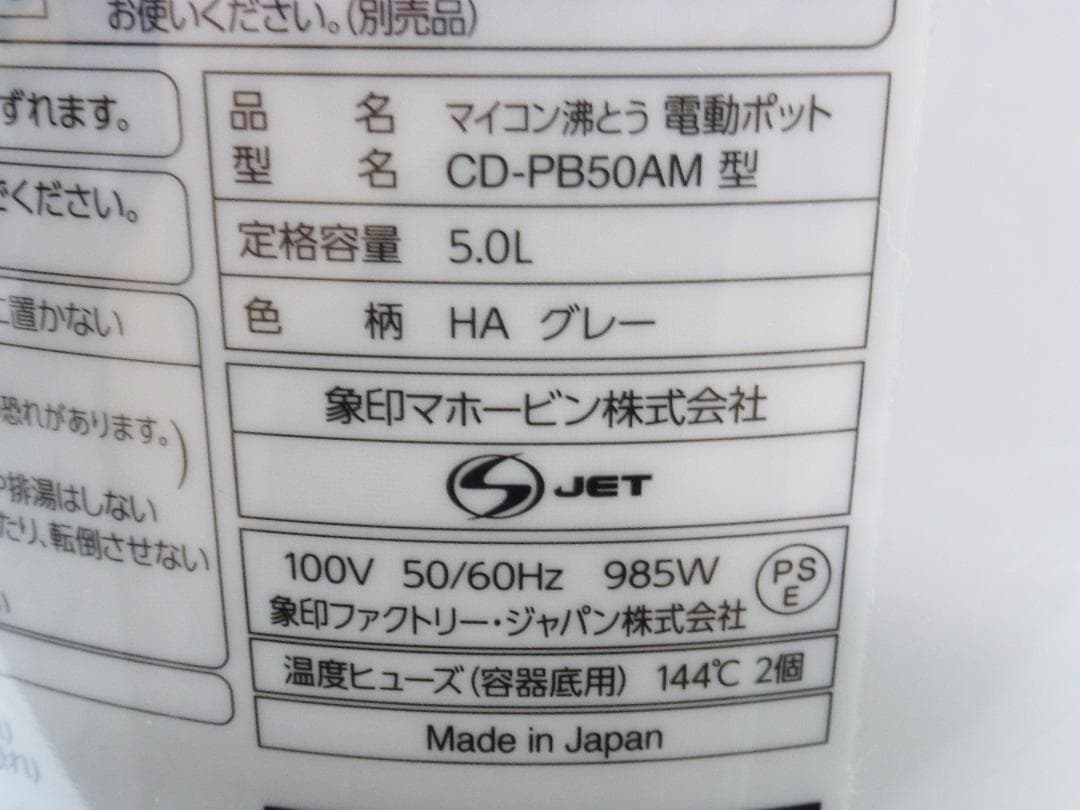 お使いください。(別売品)
ずれます。
ください。
に置かない
恐れがあります。)
排湯はしない
たり、転倒させない
品名 マイコン沸とう 電動ポット
型名 CD-PB50AM 型
定格容量 5.0L
色柄 HA グレー
象印マホービン株式会社
S JET
100V 50/60Hz 985W PSE
象印ファクトリー・ジャパン株式会社
温度ヒューズ(容器底用) 144℃ 2個
Made in Japan